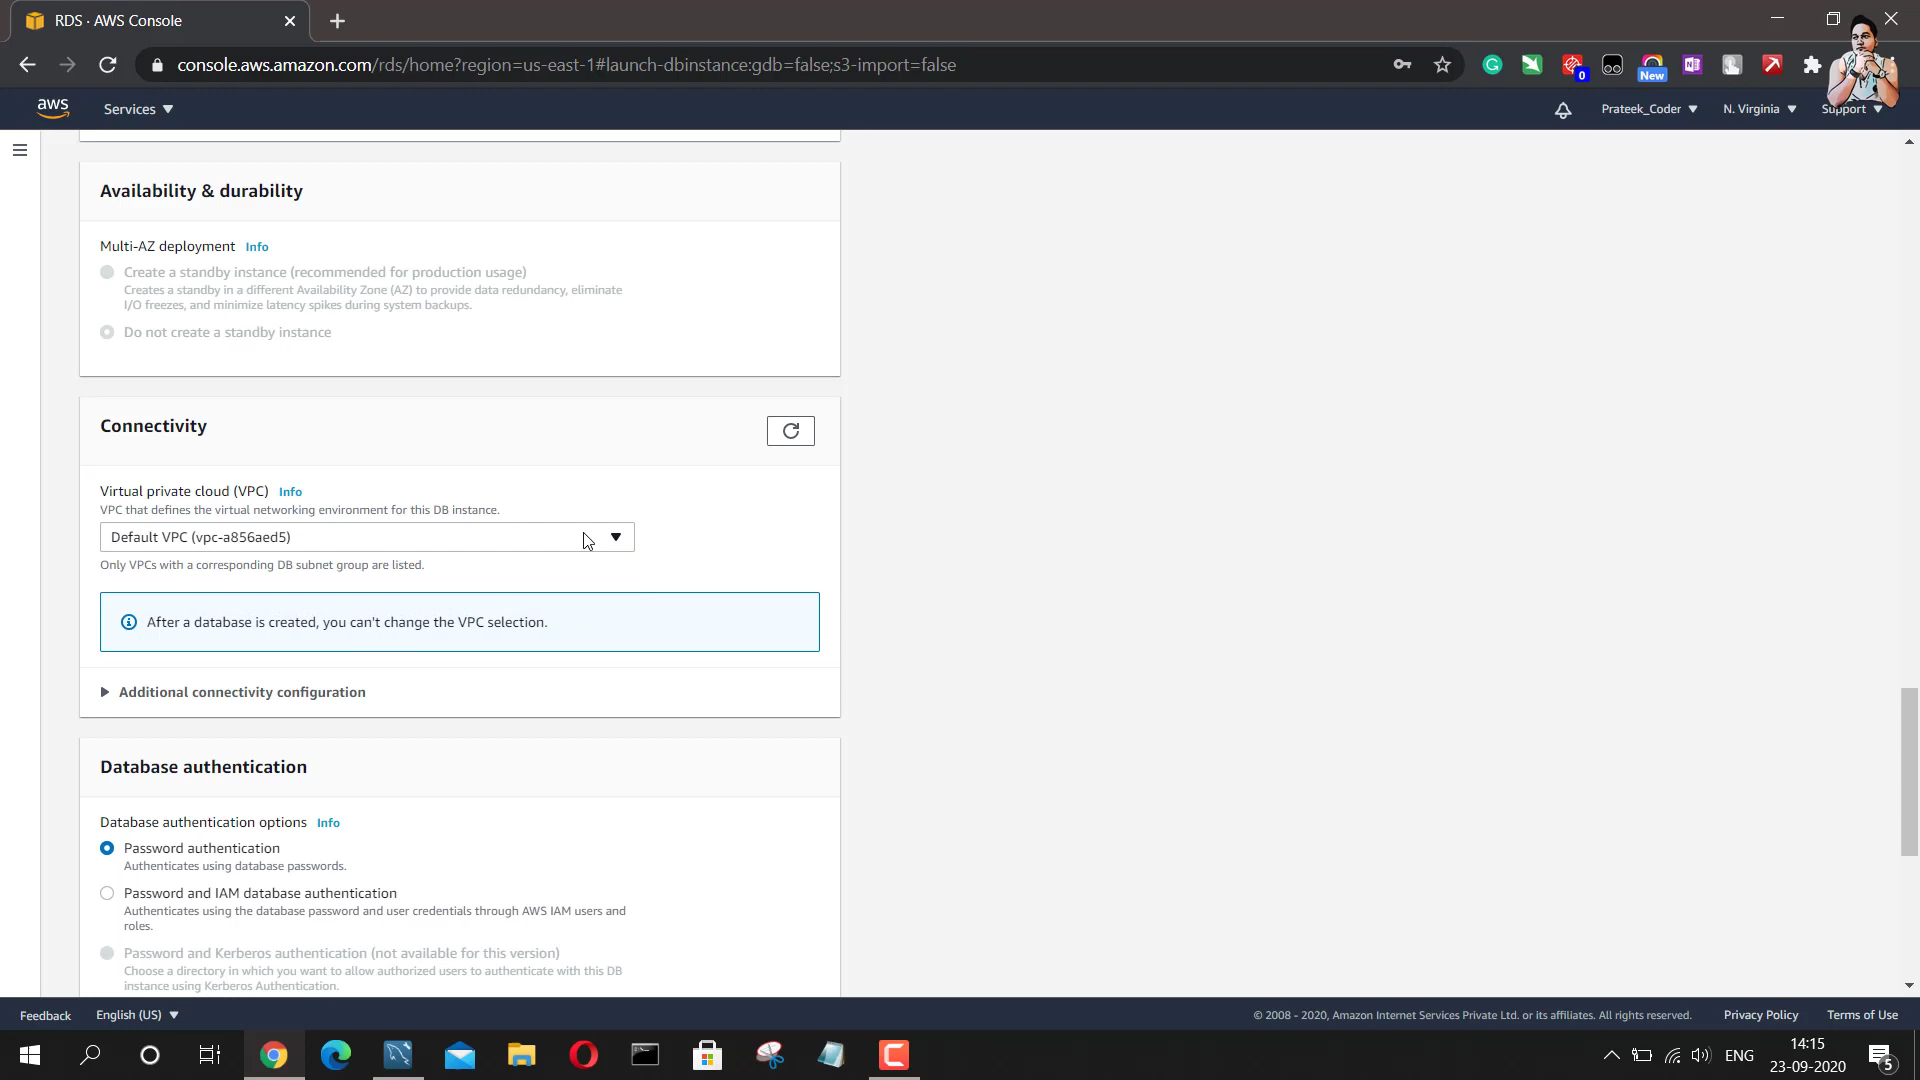 RDS · AWS Console
console.aws.amazon.com/rds/home?region=us-east-1#launch-dbinstance:gdb=false;s3-import=false
0
New
aws
Services
Prateek_Coder
N. Virginia
Support
Availability & durability
Multi-AZ deployment Info
Create a standby instance (recommended for production usage)
Creates a standby in a different Availability Zone (AZ) to provide data redundancy, eliminate
I/O freezes, and minimize latency spikes during system backups.
Do not create a standby instance
Connectivity
Virtual private cloud (VPC) Info
VPC that defines the virtual networking environment for this DB instance.
Default VPC (vpc-a856aed5)
Only VPCs with a corresponding DB subnet group are listed.
After a database is created, you can't change the VPC selection.
Additional connectivity configuration
Database authentication
Database authentication options Info
Password authentication
Authenticates using database passwords.
Password and IAM database authentication
Authenticates using the database password and user credentials through AWS IAM users and
roles.
Password and Kerberos authentication (not available for this version)
Choose a directory in which you want to allow authorized users to authenticate with this DB
instance using Kerberos Authentication.
Feedback
English (US)
© 2008 - 2020, Amazon Internet Services Private Ltd. or its affiliates. All rights reserved.
Privacy Policy
Terms of Use
ENG
14:15
23-09-2020
5